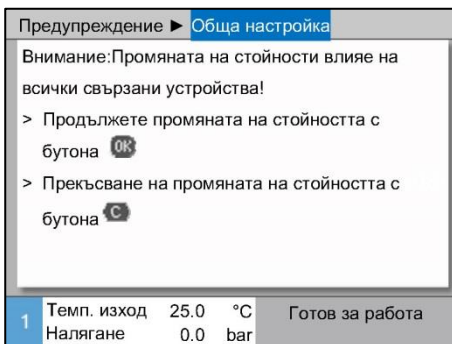 Предупреждение ► Обща настройка
Внимание:Промяната на стойности влияе на
всички свързани устройства!
> Продължете промяната на стойността с
бутона OK
> Прекъсване на промяната на стойността с
бутона C
1 Темп. изход 25.0 °C Готов за работа
Налягане 0.0 bar